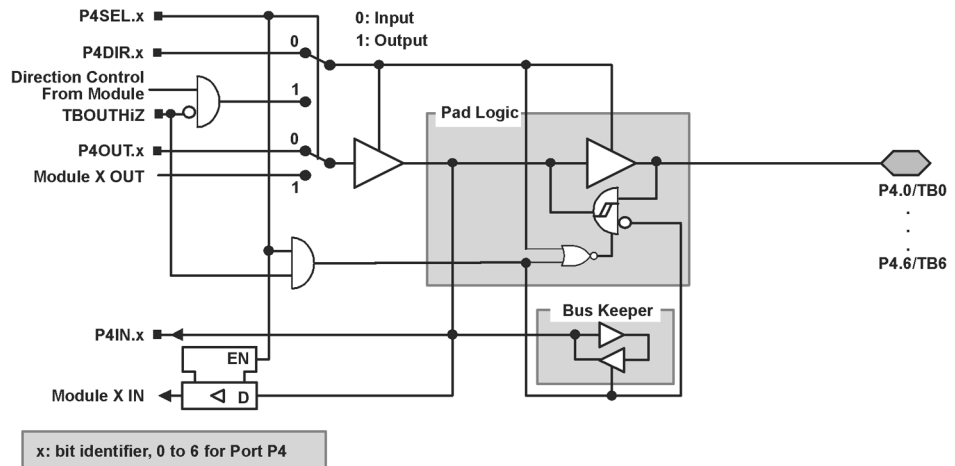 P4SEL.x
0: Input
1: Output
P4DIR.x
0
Direction Control
From Module
1
TBOUTHiZ
Pad Logic
0
P4OUT.x
Module X OUT
1
P4.0/TB0
.
.
.
P4.6/TB6
Bus Keeper
P4IN.x
EN
Module X IN
D
x: bit identifier, 0 to 6 for Port P4